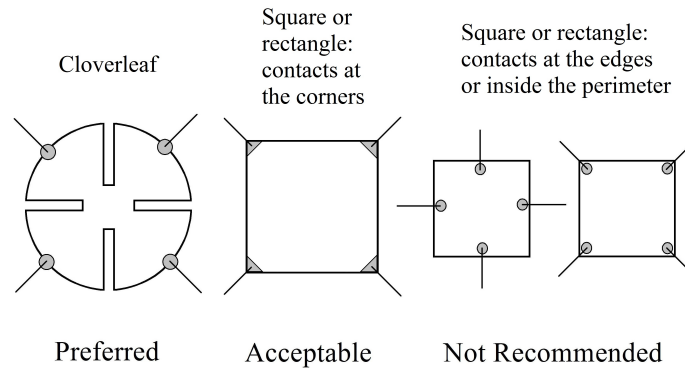 Cloverleaf
Square or
rectangle:
contacts at
the corners
Square or rectangle:
contacts at the edges
or inside the perimeter
Preferred
Acceptable
Not Recommended